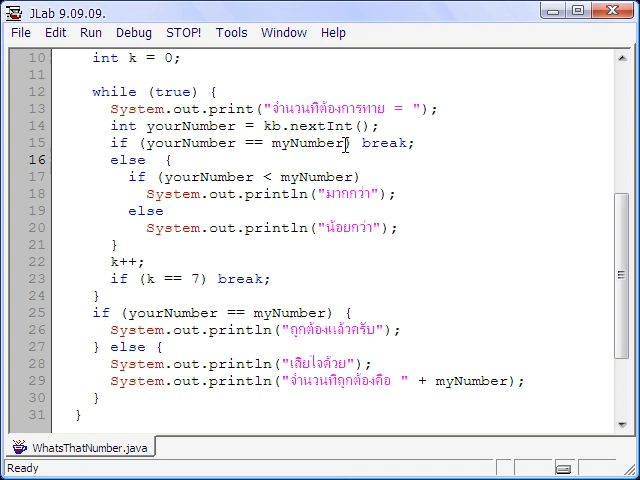 JLab 9.09.09.
File Edit Run Debug STOP! Tools Window Help
10 int k = 0;
11
12 while (true) {
13 System.out.print("จำนวนที่ต้องการทาย = ");
14 int yourNumber = kb.nextInt();
15 if (yourNumber == myNumber) break;
16 else {
17 if (yourNumber < myNumber)
18 System.out.println("มากกว่า");
19 else
20 System.out.println("น้อยกว่า");
21 }
22 k++;
23 if (k == 7) break;
24 }
25 if (yourNumber == myNumber) {
26 System.out.println("ถูกต้องแล้วครับ");
27 } else {
28 System.out.println("เสียใจด้วย");
29 System.out.println("จำนวนที่ถูกต้องคือ " + myNumber);
30 }
31 }
WhatsThatNumber.java
Ready